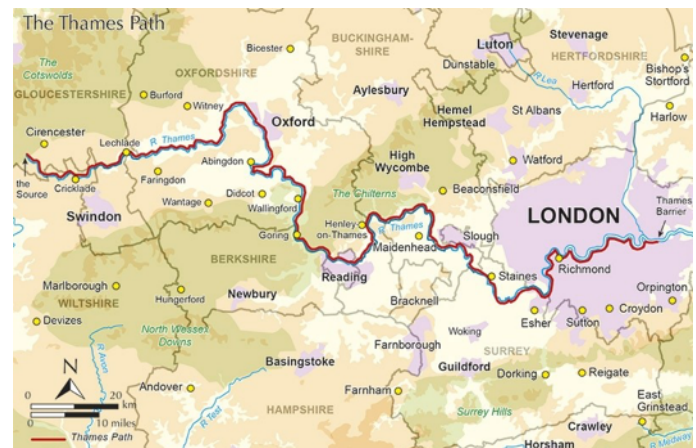 The Thames Path
The
Cotswolds
GLOUCESTERSHIRE
OXFORDSHIRE
BUCKINGHAM-
SHIRE
HERTFORDSHIRE
Bicester
Luton
Dunstable
Stevenage
Bishop's
Stortford
Burford
Witney
Aylesbury
Hertford
R Lea
Harlow
Cirencester
Lechlade
R Thames
Oxford
Hemel
Hempstead
St Albans
the
Source
Cricklade
Faringdon
Abingdon
High
Wycombe
Watford
Swindon
Wantage
Didcot
Wallingford
The Chilterns
Beaconsfield
LONDON
Thames
Barrier
Goring
Henley
on-Thames
R Thames
Maidenhead
Slough
BERKSHIRE
Reading
Staines
Richmond
Marlborough
WILTSHIRE
Hungerford
Newbury
Bracknell
Esher
Sutton
Croydon
Orpington
Devizes
North Wessex
Downs
Woking
Farnborough
SURREY
R Avon
N
Basingstoke
Guildford
Dorking
Reigate
Andover
R Test
Farnham
HAMPSHIRE
Surrey Hills
East
Grinstead
0 20
km
0 10
miles
Thames Path
Horsham
Crawley
R Medway